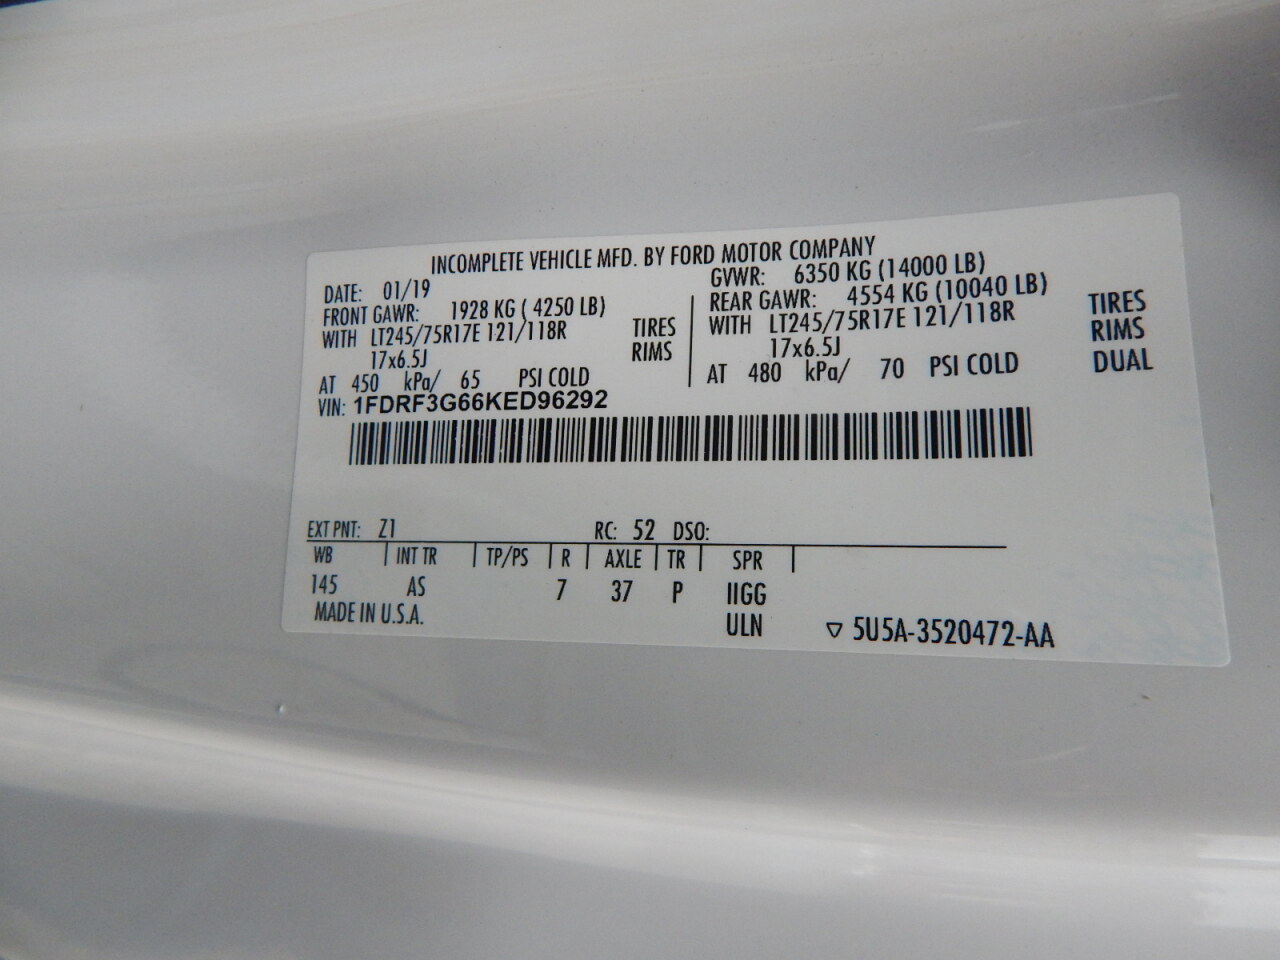 INCOMPLETE VEHICLE MFD. BY FORD MOTOR COMPANY
DATE: 01/19
GVWR: 6350 KG (14000 LB)
FRONT GAWR: 1928 KG ( 4250 LB)
REAR GAWR: 4554 KG (10040 LB)
WITH LT245/75R17E 121/118R TIRES
WITH LT245/75R17E 121/118R TIRES
17x6.5J RIMS
17x6.5J RIMS
AT 450 kPa/ 65 PSI COLD
AT 480 kPa/ 70 PSI COLD DUAL
VIN: 1FDRF3G66KED96292
EXT PNT: Z1 RC: 52 DSO:
WB INT TR TP/PS R AXLE TR SPR
145 AS 7 37 P IIGG
MADE IN U.S.A. ULN 5U5A-3520472-AA